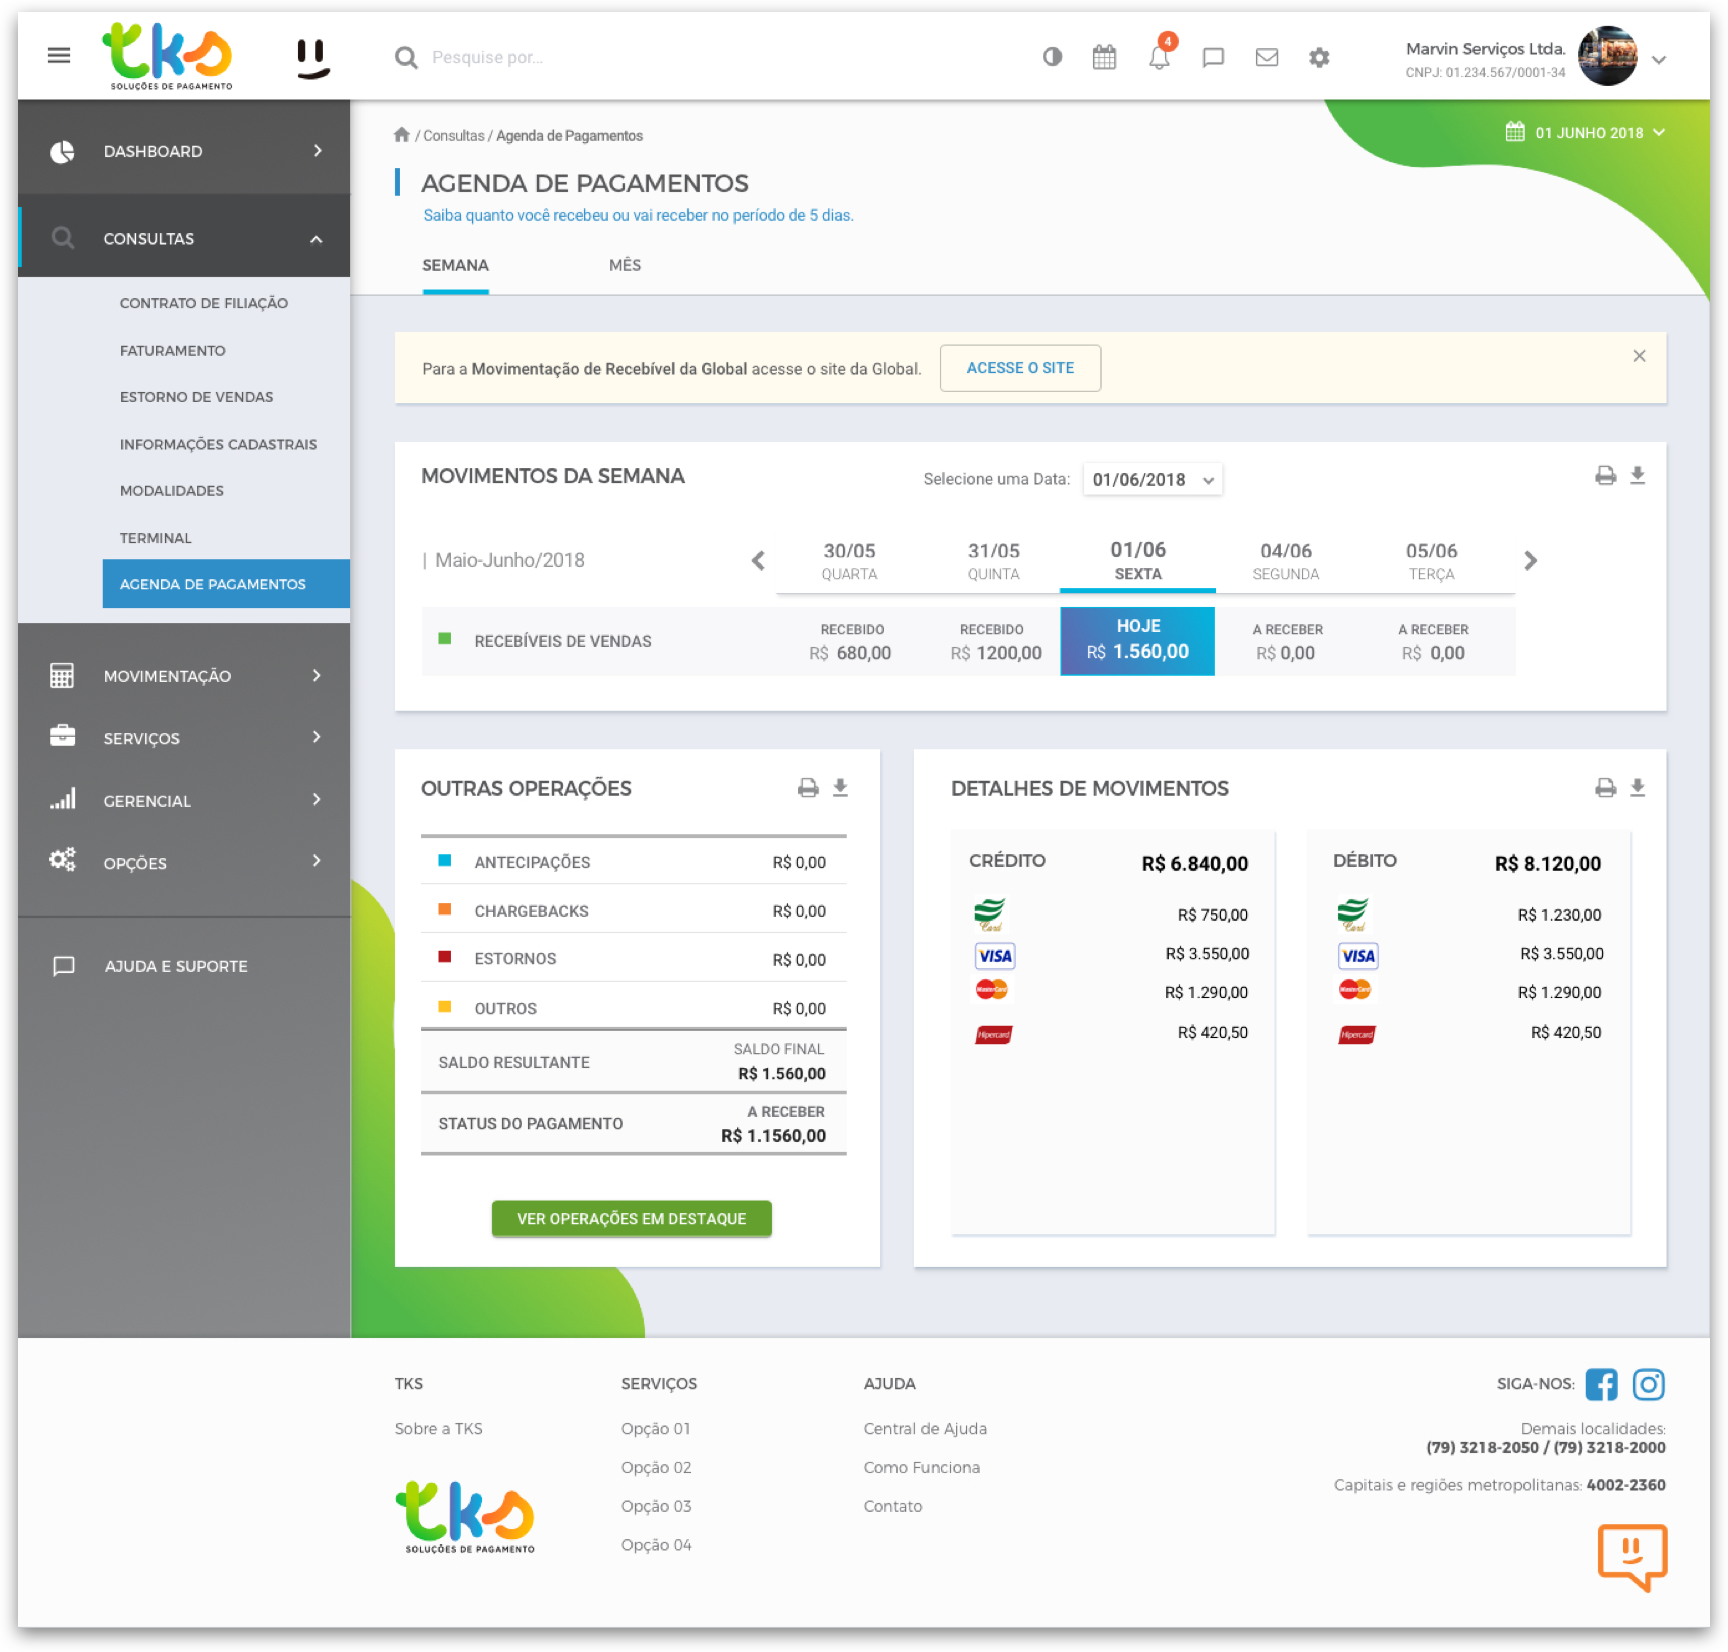 tks
SOLUÇÕES DE PAGAMENTO
Pesquise por...
4
Marvin Serviços Ltda.
CNPJ: 01.234.567/0001-34
DASHBOARD
CONSULTAS
CONTRATO DE FILIAÇÃO
FATURAMENTO
ESTORNO DE VENDAS
INFORMAÇÕES CADASTRAIS
MODALIDADES
TERMINAL
AGENDA DE PAGAMENTOS
MOVIMENTAÇÃO
SERVIÇOS
GERENCIAL
OPÇÕES
AJUDA E SUPORTE
/ Consultas / Agenda de Pagamentos
01 JUNHO 2018
AGENDA DE PAGAMENTOS
Saiba quanto você recebeu ou vai receber no período de 5 dias.
SEMANA MÊS
Para a Movimentação de Recebível da Global acesse o site da Global. ACESSE O SITE
MOVIMENTOS DA SEMANA Selecione uma Data: 01/06/2018
| Maio-Junho/2018
30/05 31/05 01/06 04/06 05/06
QUARTA QUINTA SEXTA SEGUNDA TERÇA
RECEBÍVEIS DE VENDAS
RECEBIDO RECEBIDO HOJE A RECEBER A RECEBER
R$ 680,00 R$ 1200,00 R$ 1.560,00 R$ 0,00 R$ 0,00
OUTRAS OPERAÇÕES
ANTECIPAÇÕES R$ 0,00
CHARGEBACKS R$ 0,00
ESTORNOS R$ 0,00
OUTROS R$ 0,00
SALDO RESULTANTE
SALDO FINAL
R$ 1.560,00
STATUS DO PAGAMENTO
A RECEBER
R$ 1.1560,00
VER OPERAÇÕES EM DESTAQUE
DETALHES DE MOVIMENTOS
CRÉDITO R$ 6.840,00
Card R$ 750,00
VISA R$ 3.550,00
MasterCard R$ 1.290,00
Hipercard R$ 420,50
DÉBITO R$ 8.120,00
Card R$ 1.230,00
VISA R$ 3.550,00
MasterCard R$ 1.290,00
Hipercard R$ 420,50
TKS
Sobre a TKS
tks
SOLUÇÕES DE PAGAMENTO
SERVIÇOS
Opção 01
Opção 02
Opção 03
Opção 04
AJUDA
Central de Ajuda
Como Funciona
Contato
SIGA-NOS:
Demais localidades:
(79) 3218-2050 / (79) 3218-2000
Capitais e regiões metropolitanas: 4002-2360